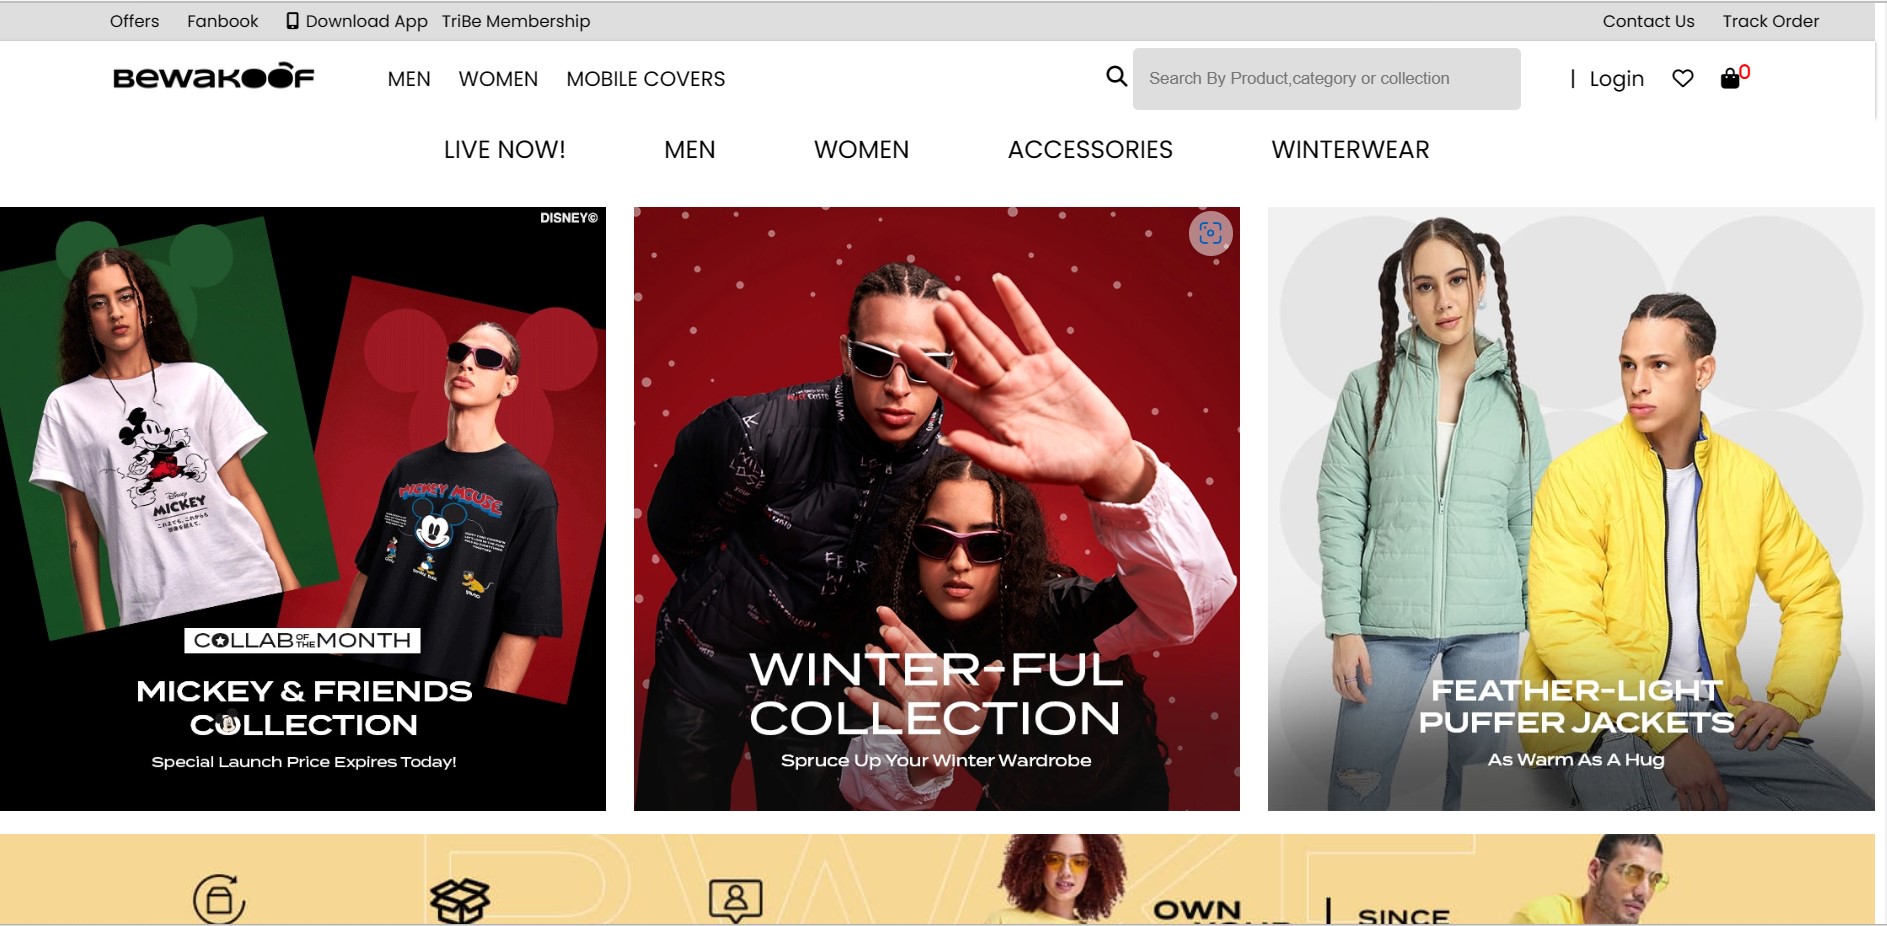 Offers Fanbook Download App TriBe Membership Contact Us Track Order
BEWAKOOF MEN WOMEN MOBILE COVERS Search By Product,category or collection | Login 0
LIVE NOW! MEN WOMEN ACCESSORIES WINTERWEAR
DISNEY©
Disney
MICKEY
MICKEY MOUSE
COLLAB OF THE MONTH
MICKEY & FRIENDS
COLLECTION
Special Launch Price Expires Today!
WINTER-FUL
COLLECTION
Spruce Up Your Winter Wardrobe
FEATHER-LIGHT
PUFFER JACKETS
As Warm As A Hug
OWN
SINCE